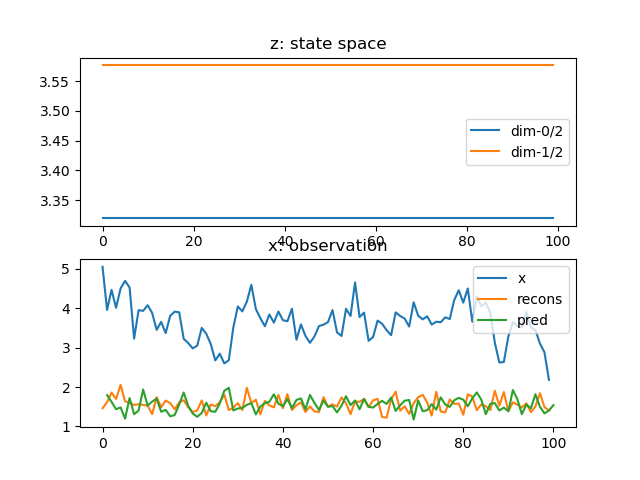 z: state space
3.55
3.50
3.45
3.40
3.35
dim-0/2
dim-1/2
0 20 40 60 80 100
x: observation
5
4
3
2
1
x
recons
pred
0 20 40 60 80 100